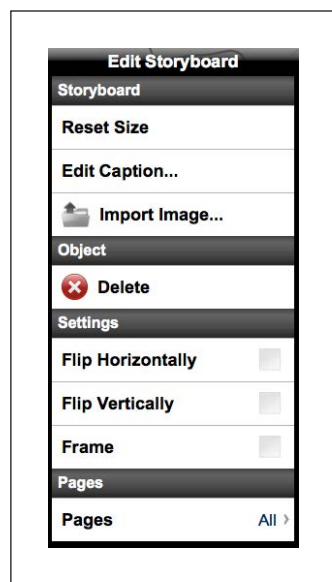 Edit Storyboard
Storyboard
Reset Size
Edit Caption...
Import Image...
Object
Delete
Settings
Flip Horizontally
Flip Vertically
Frame
Pages
Pages All